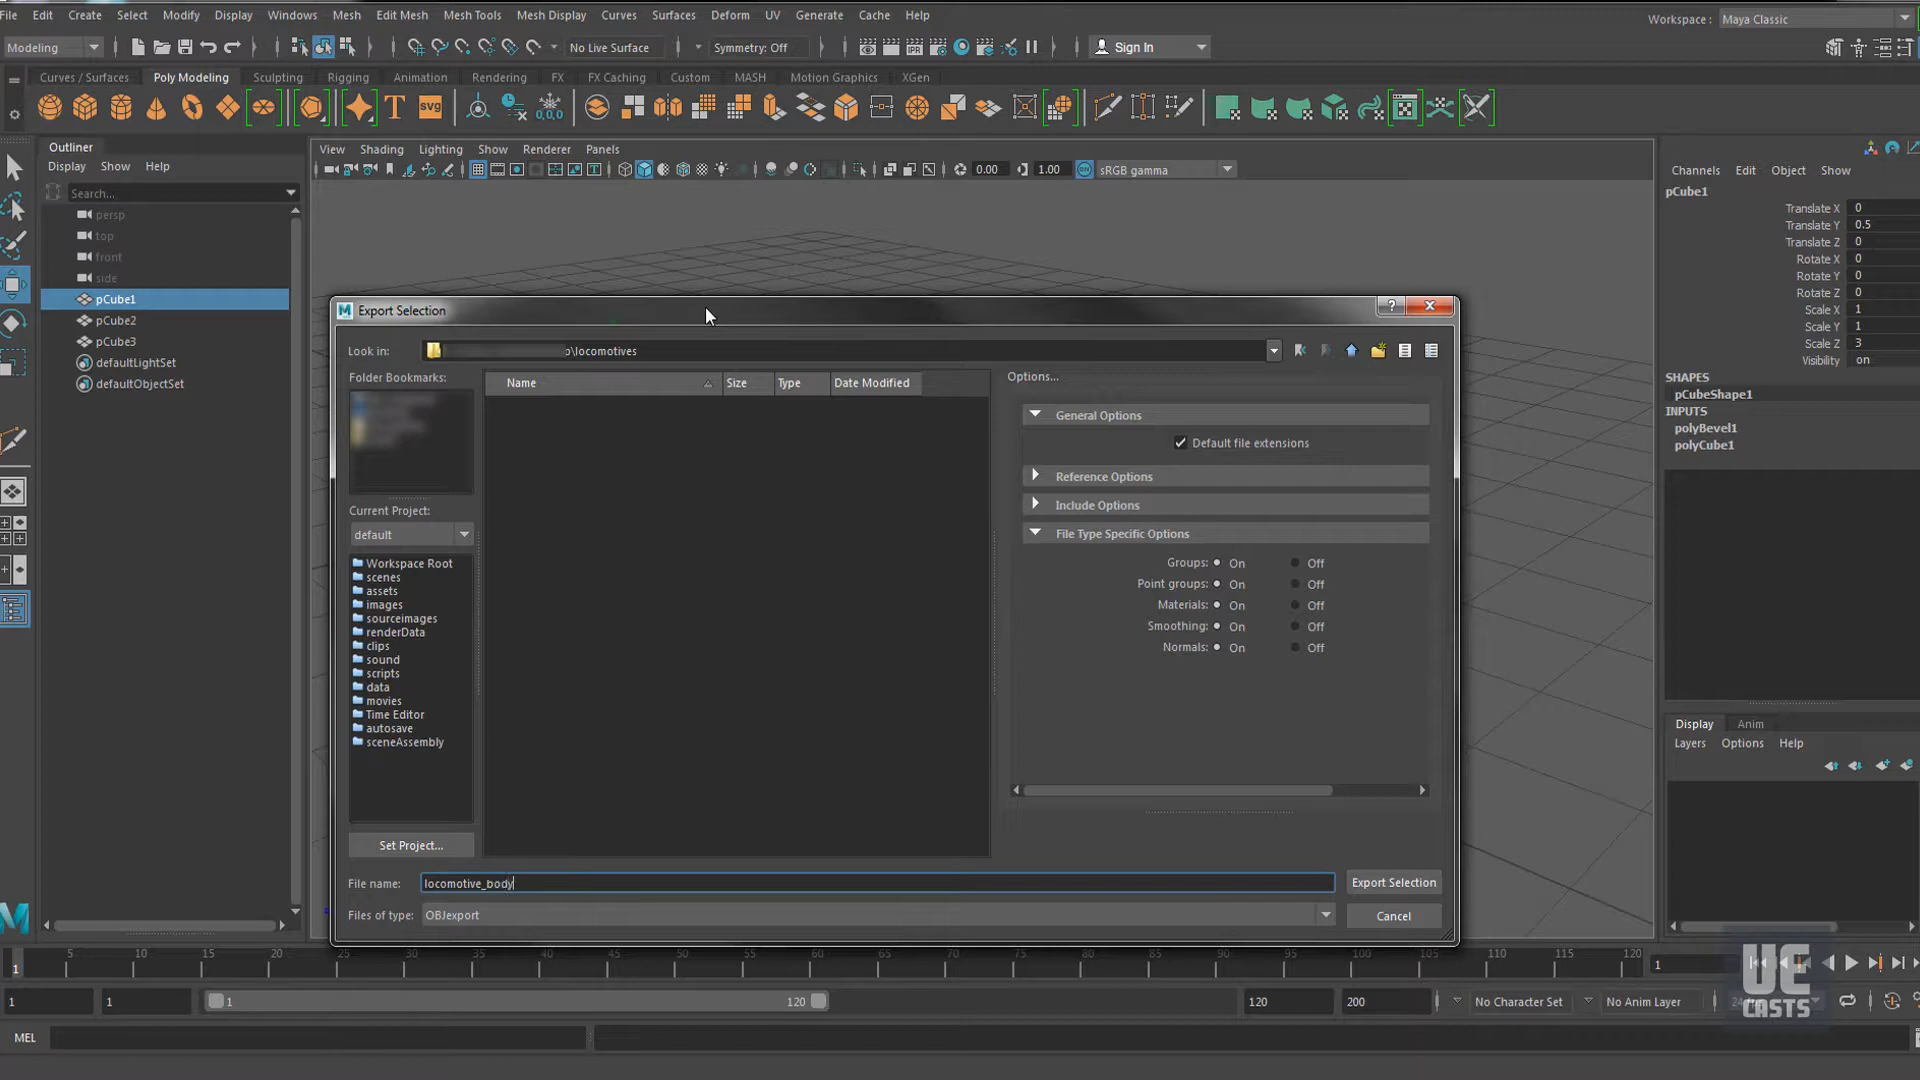 File Edit Create Select Modify Display Windows Mesh Edit Mesh Mesh Tools Mesh Display Curves Surfaces Deform UV Generate Cache Help
Workspace : Maya Classic
Modeling No Live Surface Symmetry: Off Sign In
Curves / Surfaces Poly Modeling Sculpting Rigging Animation Rendering FX FX Caching Custom MASH Motion Graphics XGen
T SVG 0,0,0
Outliner
Display Show Help
Search...
persp
top
front
side
pCube1
pCube2
pCube3
defaultLightSet
defaultObjectSet
View Shading Lighting Show Renderer Panels
0.00 1.00 sRGB gamma
Channels Edit Object Show
pCube1
Translate X 0
Translate Y 0.5
Translate Z 0
Rotate X 0
Rotate Y 0
Rotate Z 0
Scale X 1
Scale Y 1
Scale Z 3
Visibility on
SHAPES
pCubeShape1
INPUTS
polyBevel1
polyCube1
Display Anim
Layers Options Help
M Export Selection ?
Look in: \locomotives
Folder Bookmarks:
Name Size Type Date Modified
Current Project:
default
Workspace Root
scenes
assets
images
sourceimages
renderData
clips
sound
scripts
data
movies
Time Editor
autosave
sceneAssembly
Set Project...
Options...
General Options
Default file extensions
Reference Options
Include Options
File Type Specific Options
Groups: On Off
Point groups: On Off
Materials: On Off
Smoothing: On Off
Normals: On Off
File name: locomotive_body Export Selection
Files of type: OBJexport Cancel
1 5 10 15 20 25 30 35 40 45 50 55 60 65 70 75 80 85 90 95 100 105 110 115 120 1
1 1 1 120 120 200 No Character Set No Anim Layer
MEL
UE
CASTS